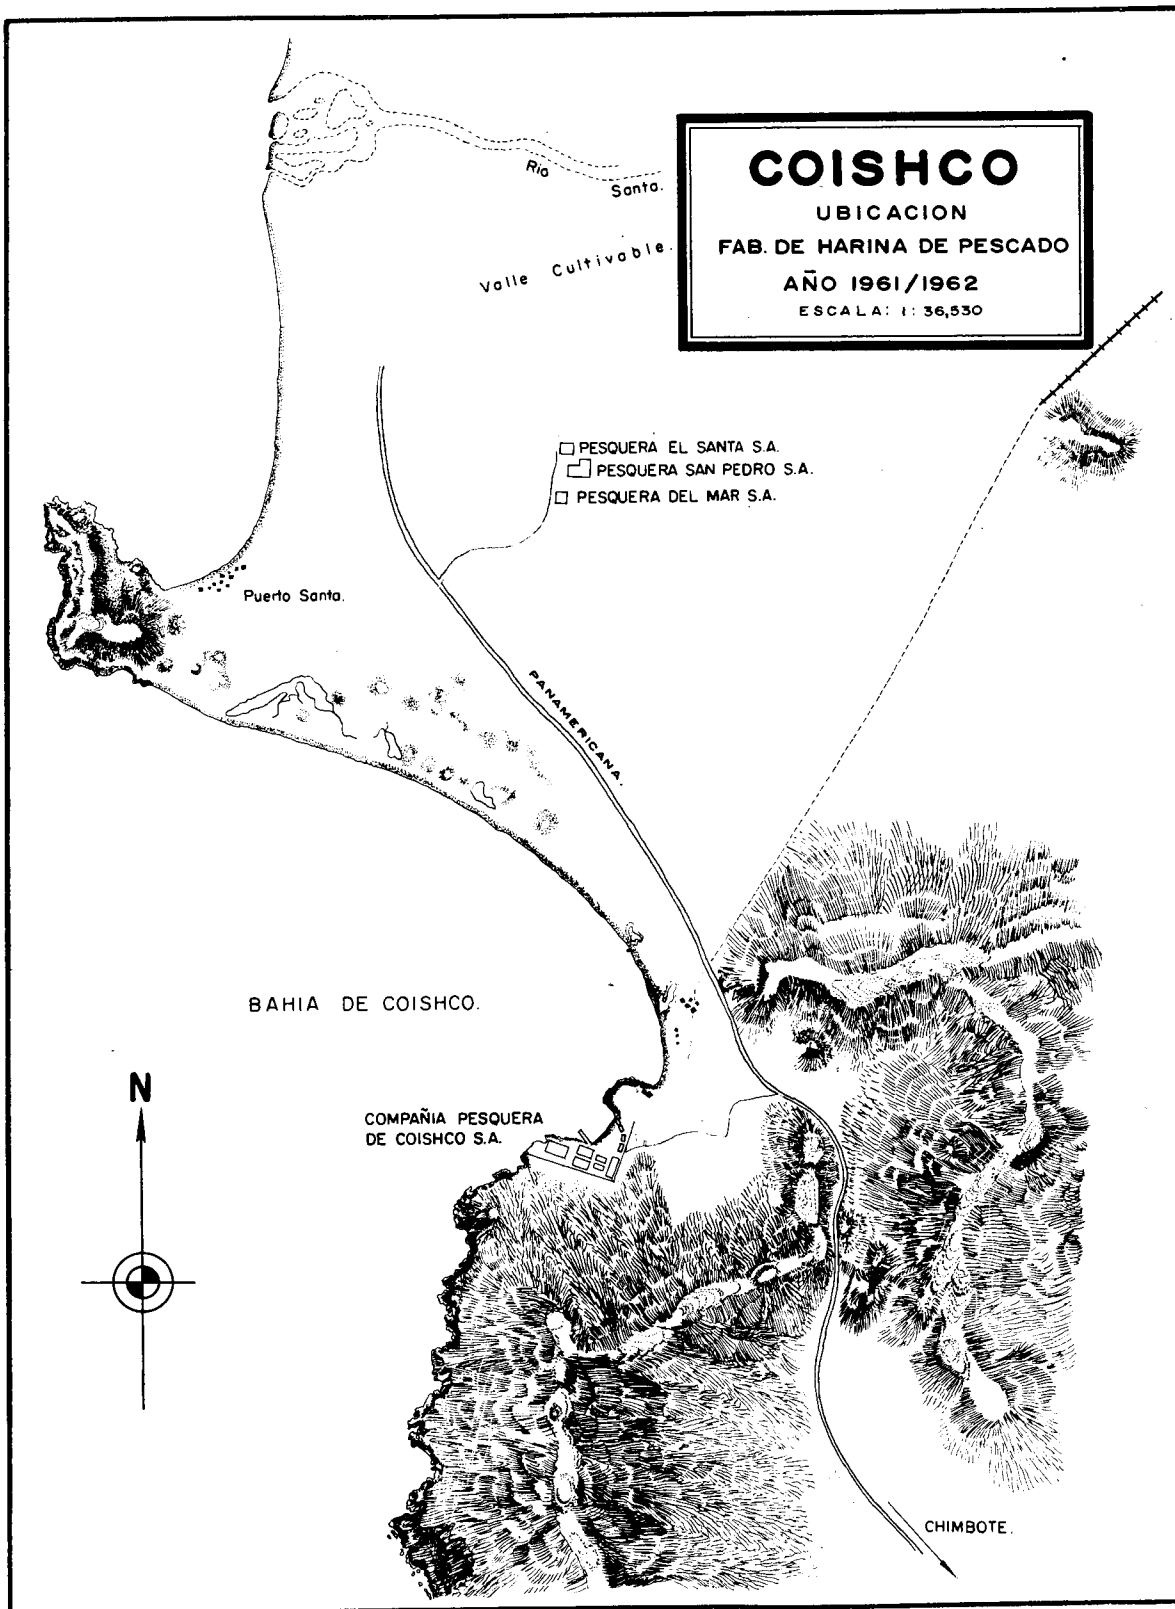 COISHCO
UBICACION
FAB. DE HARINA DE PESCADO
AÑO 1961/1962
ESCALA: 1:36,530
Rio Santa.
Valle Cultivable.
PESQUERA EL SANTA S.A.
PESQUERA SAN PEDRO S.A.
PESQUERA DEL MAR S.A.
Puerto Santa.
PANAMERICANA.
BAHIA DE COISHCO.
N
COMPAÑIA PESQUERA
DE COISHCO S.A.
CHIMBOTE.